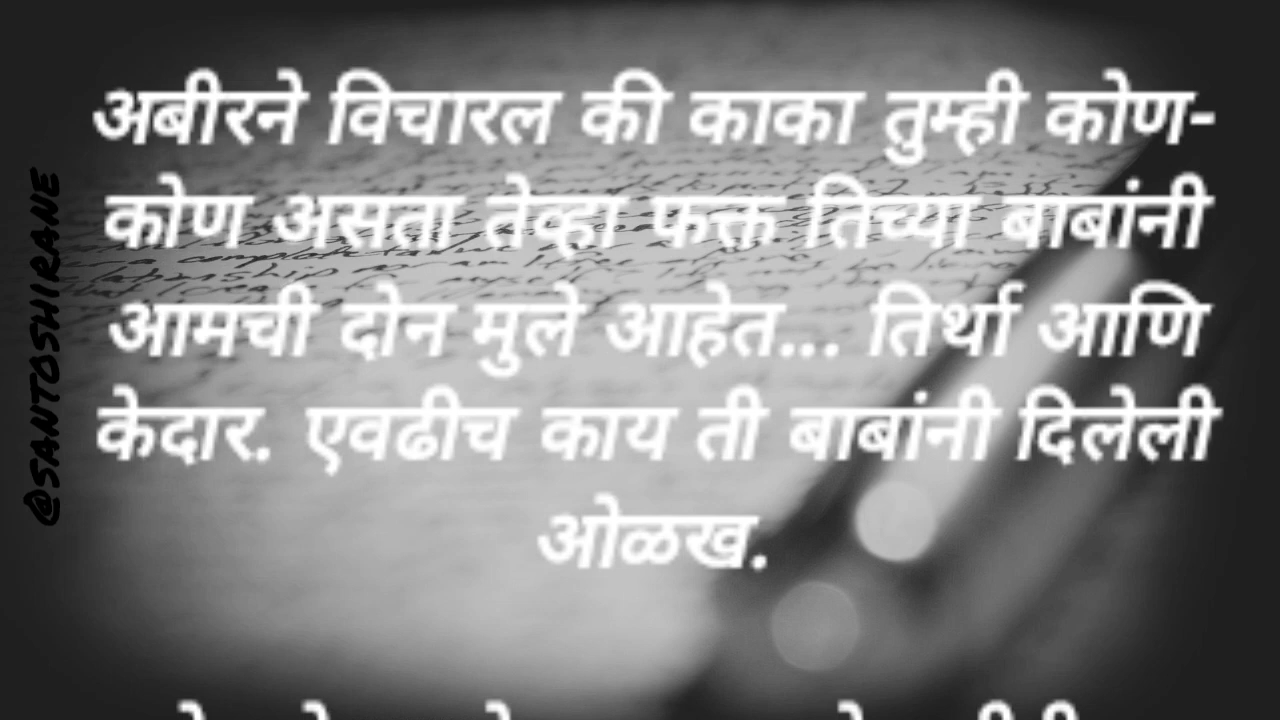 अबीरने विचारल की काका तुम्ही कोण-
कोण असता तेव्हा फक्त तिच्या बाबांनी
आमची दोन मुले आहेत... तिर्था आणि
केदार. एवढीच काय ती बाबांनी दिलेली
ओळख.
@SANTOSHIRANE